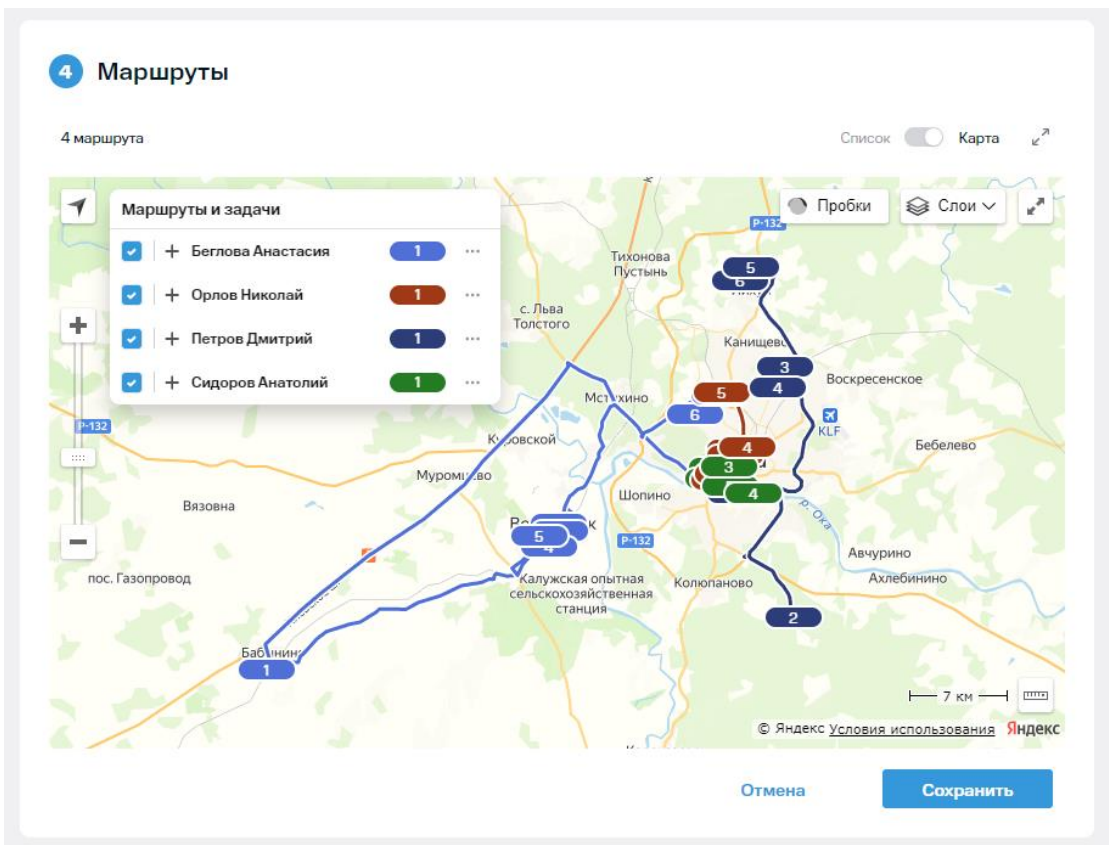 4 Маршруты
4 маршрута
Список Карта
Маршруты и задачи
Беглова Анастасия 1
Орлов Николай 1
Петров Дмитрий 1
Сидоров Анатолий 1
Пробки
Слои
Р-132
Тихонова
Пустынь
5
6
с. Льва
Толстого
3
4
Воскресенское
5
6
KLF
Р-132
Бебелево
4
3
4
Вязовна
Шопино
р. Ока
5
4
Р-132
Авчурино
пос. Газопровод
Калужская опытная
сельскохозяйственная
станция
Колюпаново
Ахлебинино
2
1
7 км
© Яндекс Условия использования Яндекс
Отмена
Сохранить